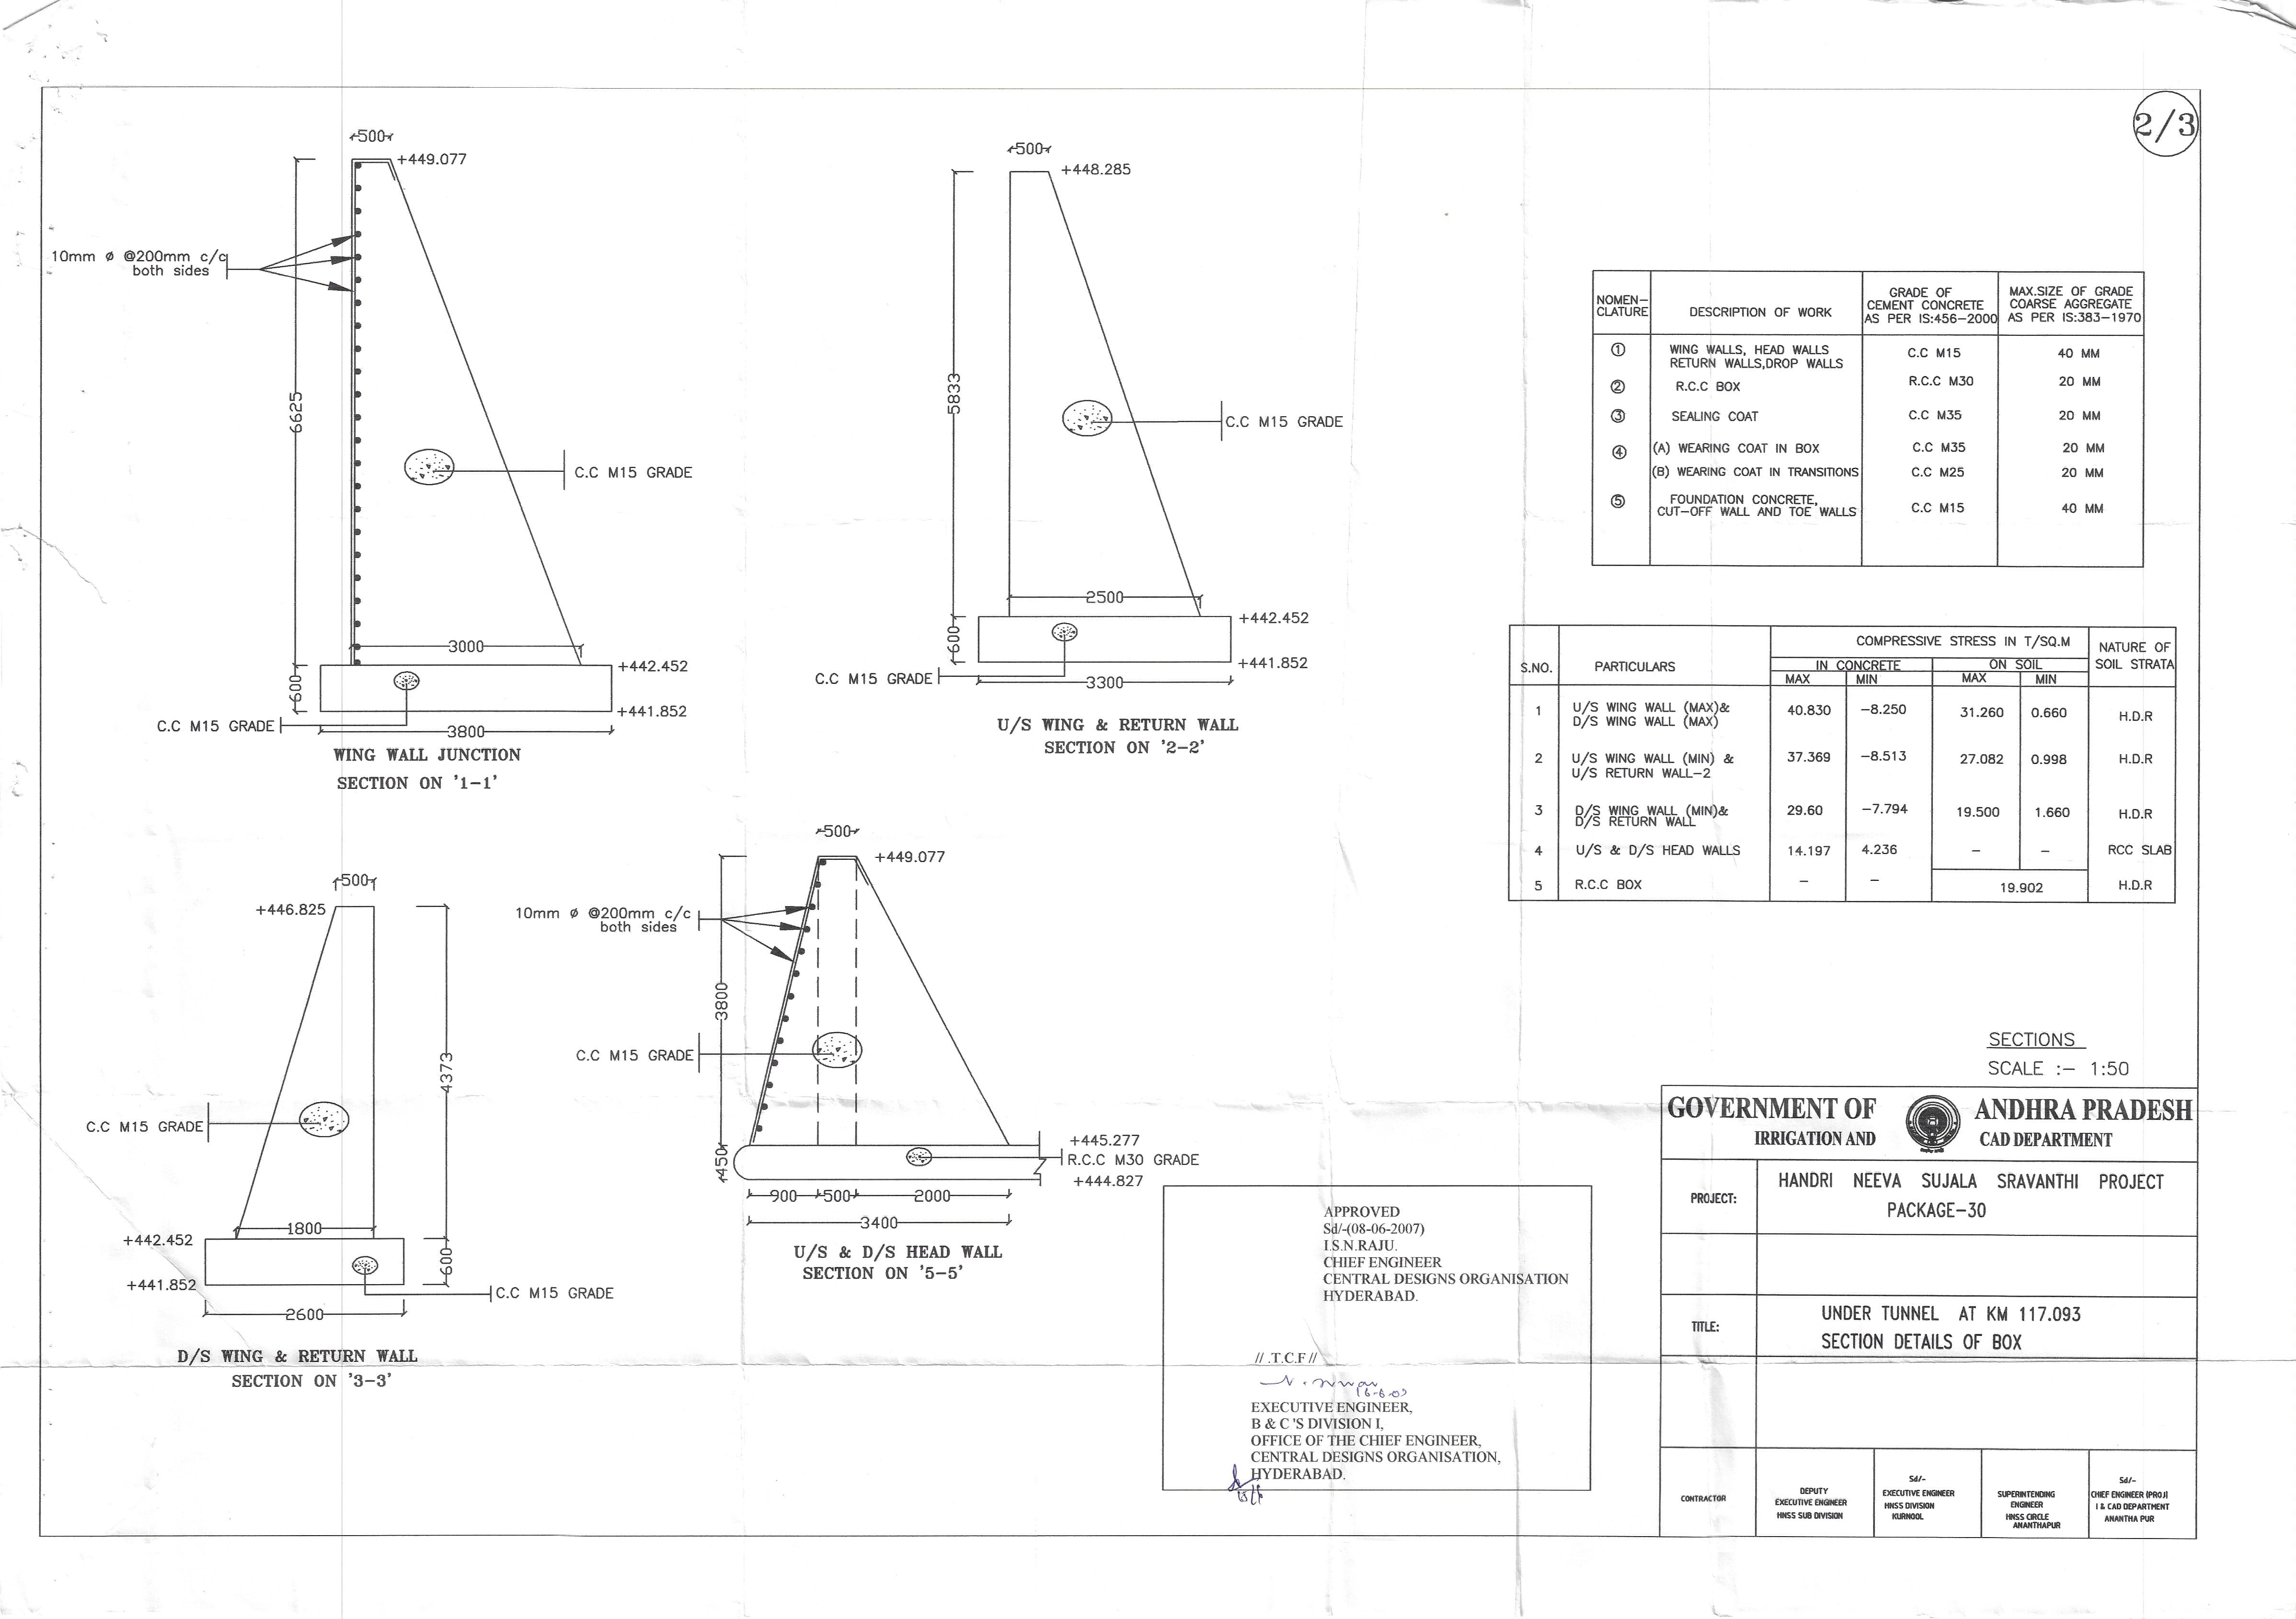 2/3
500
+449.077
10mm ø @200mm c/c
both sides
6625
C.C M15 GRADE
3000
+442.452
600
+441.852
C.C M15 GRADE
3800
WING WALL JUNCTION
SECTION ON '1-1'
500
+448.285
5833
C.C M15 GRADE
2500
+442.452
600
+441.852
C.C M15 GRADE
3300
U/S WING & RETURN WALL
SECTION ON '2-2'
500
+446.825
4373
C.C M15 GRADE
1800
+442.452
600
+441.852
C.C M15 GRADE
2600
D/S WING & RETURN WALL
SECTION ON '3-3'
500
+449.077
10mm ø @200mm c/c
both sides
3800
C.C M15 GRADE
+445.277
450
R.C.C M30 GRADE
+444.827
900 500 2000
3400
U/S & D/S HEAD WALL
SECTION ON '5-5'
NOMEN-
CLATURE
DESCRIPTION OF WORK
GRADE OF
CEMENT CONCRETE
AS PER IS:456-2000
MAX.SIZE OF GRADE
COARSE AGGREGATE
AS PER IS:383-1970
① WING WALLS, HEAD WALLS C.C M15 40 MM
RETURN WALLS,DROP WALLS
② R.C.C BOX R.C.C M30 20 MM
③ SEALING COAT C.C M35 20 MM
④ (A) WEARING COAT IN BOX C.C M35 20 MM
(B) WEARING COAT IN TRANSITIONS C.C M25 20 MM
⑤ FOUNDATION CONCRETE, C.C M15 40 MM
CUT-OFF WALL AND TOE WALLS
S.NO. PARTICULARS
COMPRESSIVE STRESS IN T/SQ.M
IN CONCRETE ON SOIL
MAX MIN MAX MIN
NATURE OF
SOIL STRATA
1 U/S WING WALL (MAX)& 40.830 -8.250 31.260 0.660 H.D.R
D/S WING WALL (MAX)
2 U/S WING WALL (MIN) & 37.369 -8.513 27.082 0.998 H.D.R
U/S RETURN WALL-2
3 D/S WING WALL (MIN)& 29.60 -7.794 19.500 1.660 H.D.R
D/S RETURN WALL
4 U/S & D/S HEAD WALLS 14.197 4.236 - - RCC SLAB
5 R.C.C BOX - - 19.902 H.D.R
SECTIONS
SCALE :- 1:50
GOVERNMENT OF ANDHRA PRADESH
IRRIGATION AND CAD DEPARTMENT
PROJECT:
HANDRI NEEVA SUJALA SRAVANTHI PROJECT
PACKAGE-30
TITLE:
UNDER TUNNEL AT KM 117.093
SECTION DETAILS OF BOX
CONTRACTOR
DEPUTY
EXECUTIVE ENGINEER
HNSS SUB DIVISION
Sd/-
EXECUTIVE ENGINEER
HNSS DIVISION
KURNOOL
SUPERINTENDING
ENGINEER
HNSS CIRCLE
ANANTHAPUR
Sd/-
CHIEF ENGINEER (PROJ)
I & CAD DEPARTMENT
ANANTHA PUR
APPROVED
Sd/-(08-06-2007)
I.S.N.RAJU.
CHIEF ENGINEER
CENTRAL DESIGNS ORGANISATION
HYDERABAD.
// .T.C.F //
EXECUTIVE ENGINEER,
B & C 'S DIVISION I,
OFFICE OF THE CHIEF ENGINEER,
CENTRAL DESIGNS ORGANISATION,
HYDERABAD.